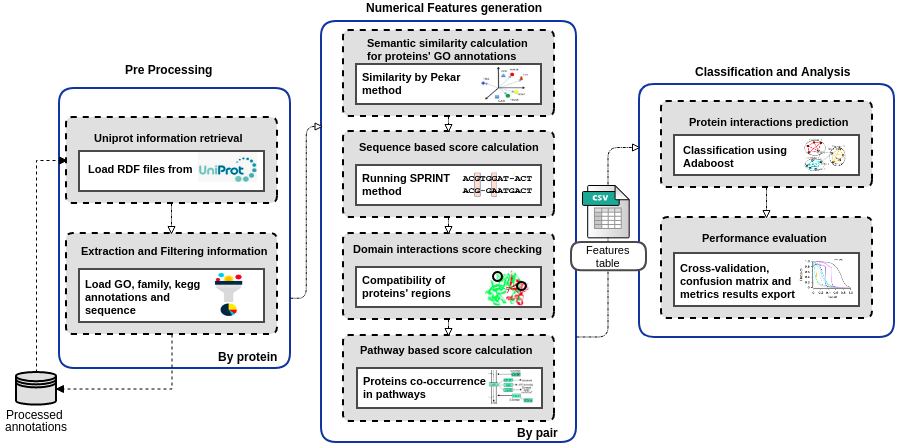 Numerical Features generation
Pre Processing
Uniprot information retrieval
Load RDF files from UniProt
Extraction and Filtering information
Load GO, family, kegg
annotations and
sequence
By protein
Processed
annotations
Semantic similarity calculation
for proteins' GO annotations
Similarity by Pekar
method
Sequence based score calculation
Running SPRINT
method
ACGTGGAT-ACT
ACG-GAATGACT
Domain interactions score checking
Compatibility of
proteins' regions
Pathway based score calculation
Proteins co-occurrence
in pathways
By pair
CSV
Features
table
Classification and Analysis
Protein interactions prediction
Classification using
Adaboost
Performance evaluation
Cross-validation,
confusion matrix and
metrics results export